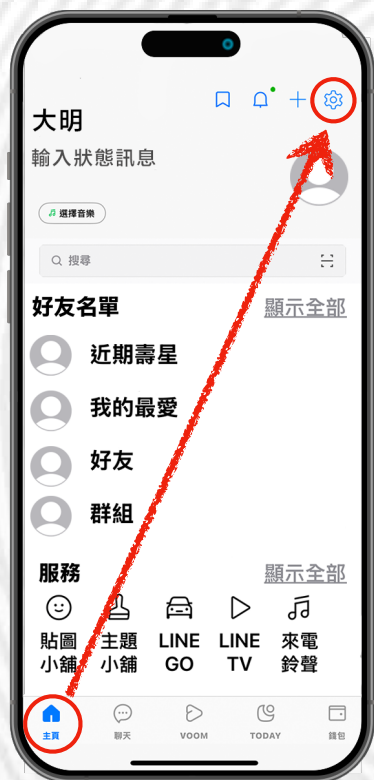 大明
輸入狀態訊息
選擇音樂
搜尋
好友名單 顯示全部
近期壽星
我的最愛
好友
群組
服務 顯示全部
貼圖 主題 LINE LINE 來電
小舖 小舖 GO TV 鈴聲
主頁 聊天 VOOM TODAY 錢包